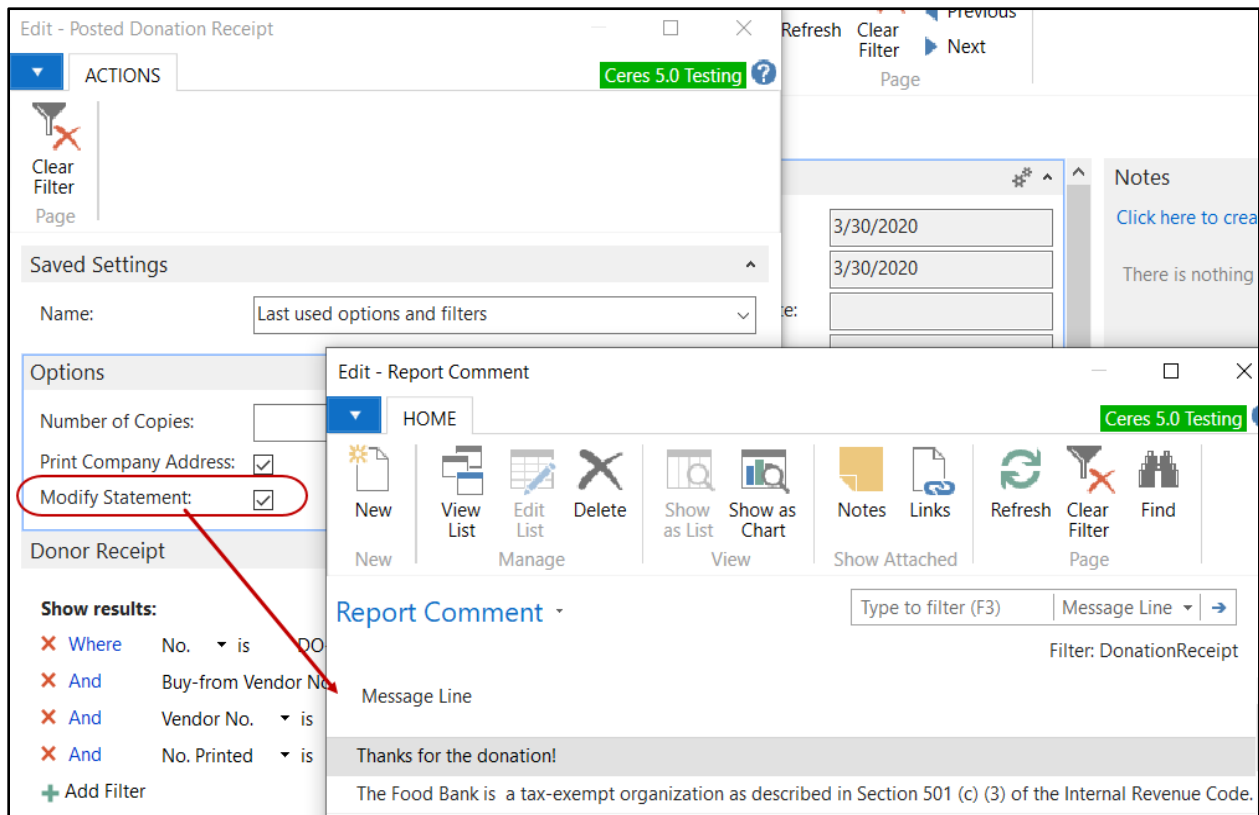 Edit - Posted Donation Receipt
ACTIONS
Ceres 5.0 Testing
?
Clear
Filter
Page
Refresh
Clear
Filter
Previous
Next
Page
Saved Settings
Name:
Last used options and filters
3/30/2020
3/30/2020
Notes
Click here to crea
There is nothing
Options
Number of Copies:
Print Company Address:
Modify Statement:
Donor Receipt
Show results:
Where No. is DO-
And Buy-from Vendor No
And Vendor No. is
And No. Printed is
Add Filter
Edit - Report Comment
HOME
Ceres 5.0 Testing
New
View
List
Edit
List
Delete
Show
as List
Show as
Chart
Notes
Links
Refresh
Clear
Filter
Find
New
Manage
View
Show Attached
Page
Report Comment
Type to filter (F3)
Message Line
Filter: DonationReceipt
Message Line
Thanks for the donation!
The Food Bank is  a tax-exempt organization as described in Section 501 (c) (3) of the Internal Revenue Code.